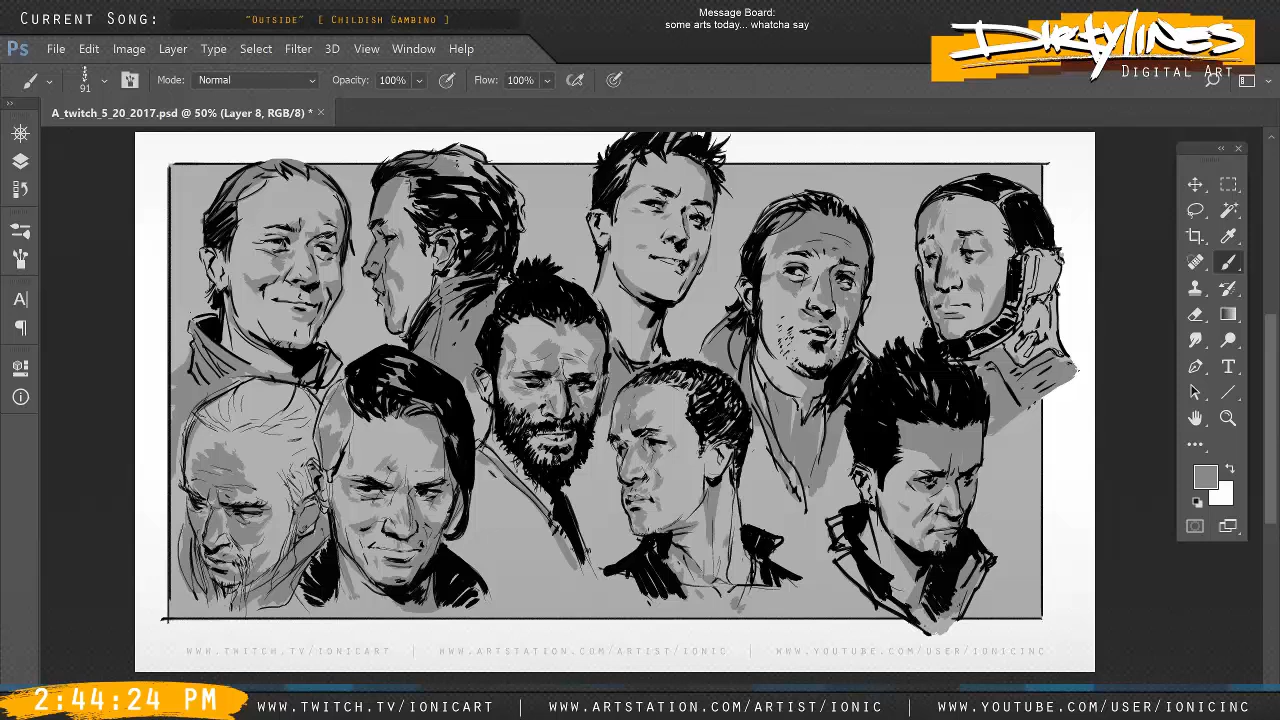 Current Song:
"Outside" [ Childish Gambino ]
Message Board:
some arts today... whatcha say
DIRTYLINES
Digital Art
Ps File Edit Image Layer Type Select Filter 3D View Window Help
91 Mode: Normal Opacity: 100% Flow: 100%
A_twitch_5_20_2017.psd @ 50% (Layer 8, RGB/8) * ×
WWW.TWITCH.TV/IONICART | WWW.ARTSTATION.COM/ARTIST/IONIC | WWW.YOUTUBE.COM/USER/IONICINC
2:44:24 PM
WWW.TWITCH.TV/IONICART | WWW.ARTSTATION.COM/ARTIST/IONIC | WWW.YOUTUBE.COM/USER/IONICINC